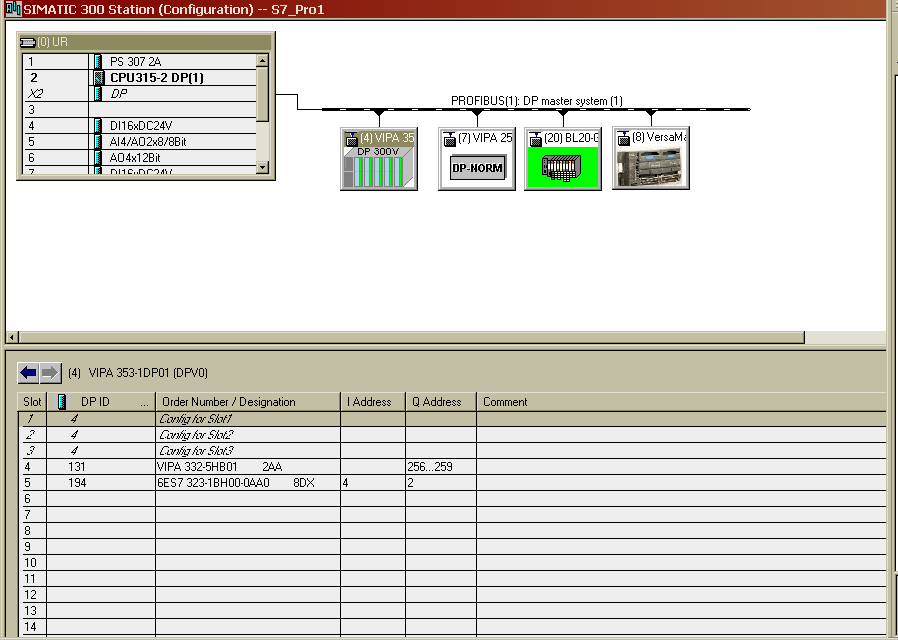 SIMATIC 300 Station (Configuration) -- S7_Pro1
(0) UR
1 PS 307 2A
2 CPU315-2 DP(1)
X2 DP
3
4 DI16xDC24V
5 AI4/AO2x8/8Bit
6 AO4x12Bit
7 DI16xDC24V
PROFIBUS(1): DP master system (1)
(4) VIPA 35
DP 300V
(7) VIPA 25
DP-NORM
(20) BL20-G
(8) VersaMa
(4) VIPA 353-1DP01 (DPV0)
Slot DP ID ... Order Number / Designation I Address Q Address Comment
1 4 Config for Slot1
2 4 Config for Slot2
3 4 Config for Slot3
4 131 VIPA 332-5HB01 2AA 256...259
5 194 6ES7 323-1BH00-0AA0 8DX 4 2
6
7
8
9
10
11
12
13
14